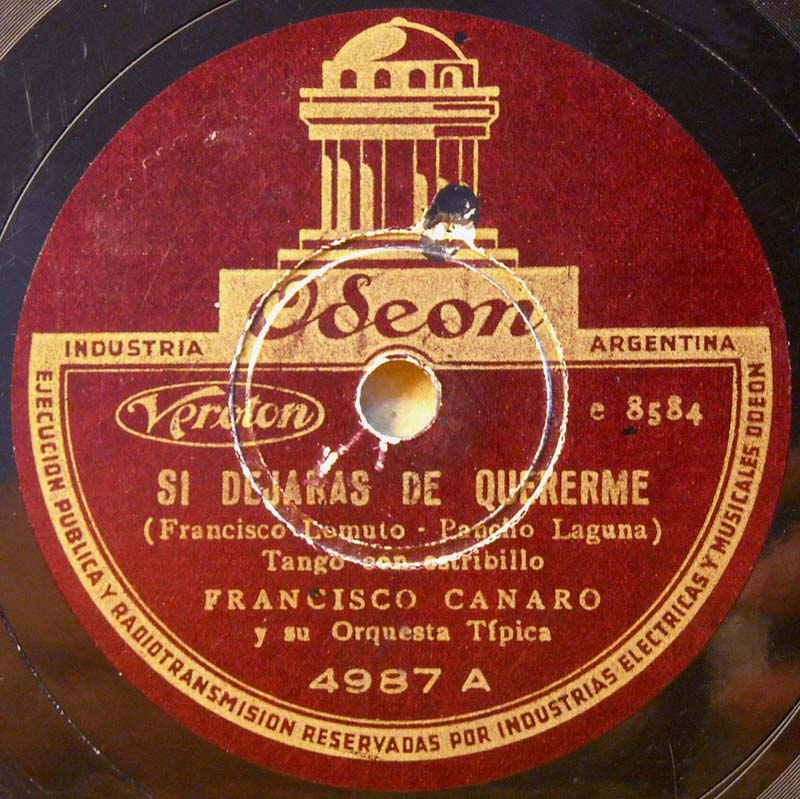 Odeon
INDUSTRIA ARGENTINA
Veroton
e 8584
SI DEJARAS DE QUERERME
(Francisco Lomuto - Pancho Laguna)
Tango con estribillo
FRANCISCO CANARO
y su Orquesta Típica
4987 A
EJECUCION PUBLICA Y RADIOTRANSMISION RESERVADAS POR INDUSTRIAS ELECTRICAS Y MUSICALES ODEON